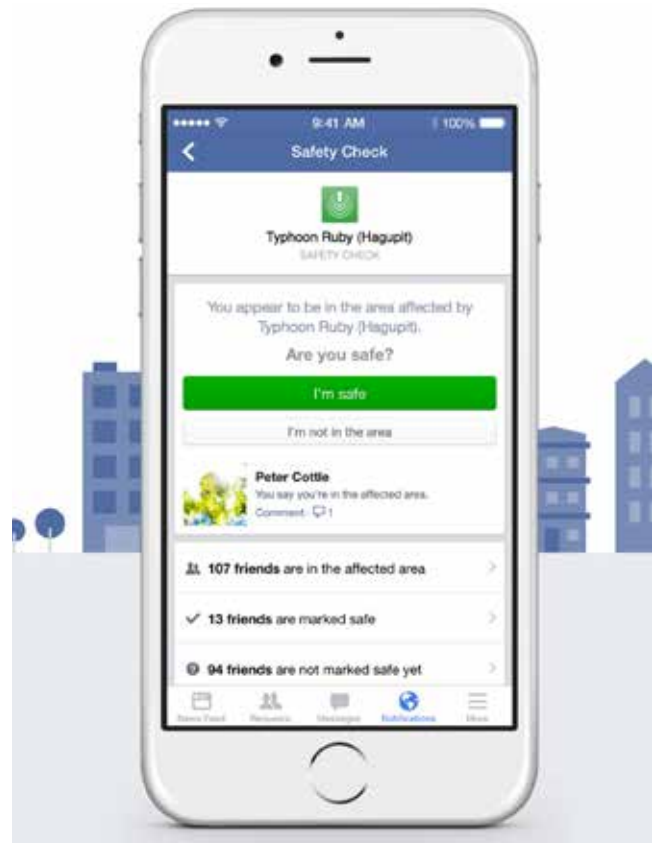 9:41 AM
100%
Safety Check
Typhoon Ruby (Hagupit)
SAFETY CHECK
You appear to be in the area affected by
Typhoon Ruby (Hagupit).
Are you safe?
I'm safe
I'm not in the area
Peter Cottle
You say you're in the affected area.
Comment · 1
107 friends are in the affected area
13 friends are marked safe
94 friends are not marked safe yet
News Feed
Requests
Messages
Notifications
More